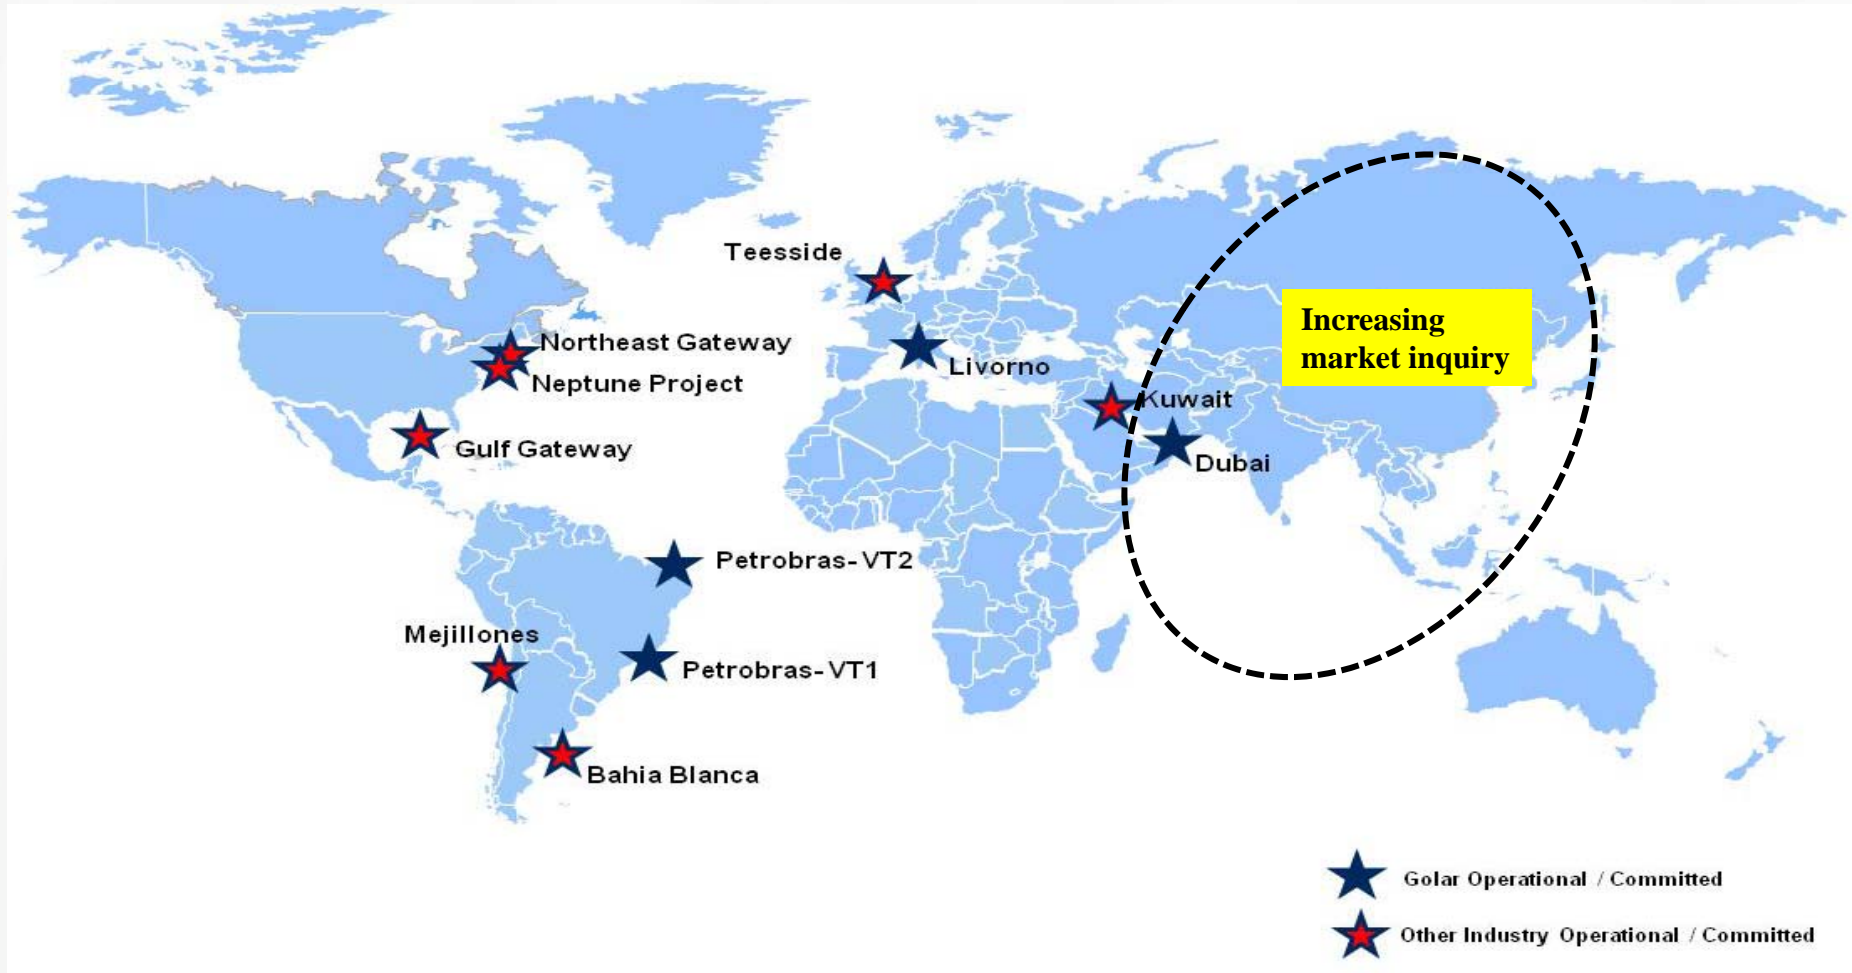 Teesside
Increasing
market inquiry
Northeast Gateway
Livorno
Neptune Project
Kuwait
Gulf Gateway
Dubai
Petrobras- VT2
Mejillones
Petrobras- VT1
Bahia Blanca
Golar Operational / Committed
Other Industry Operational / Committed